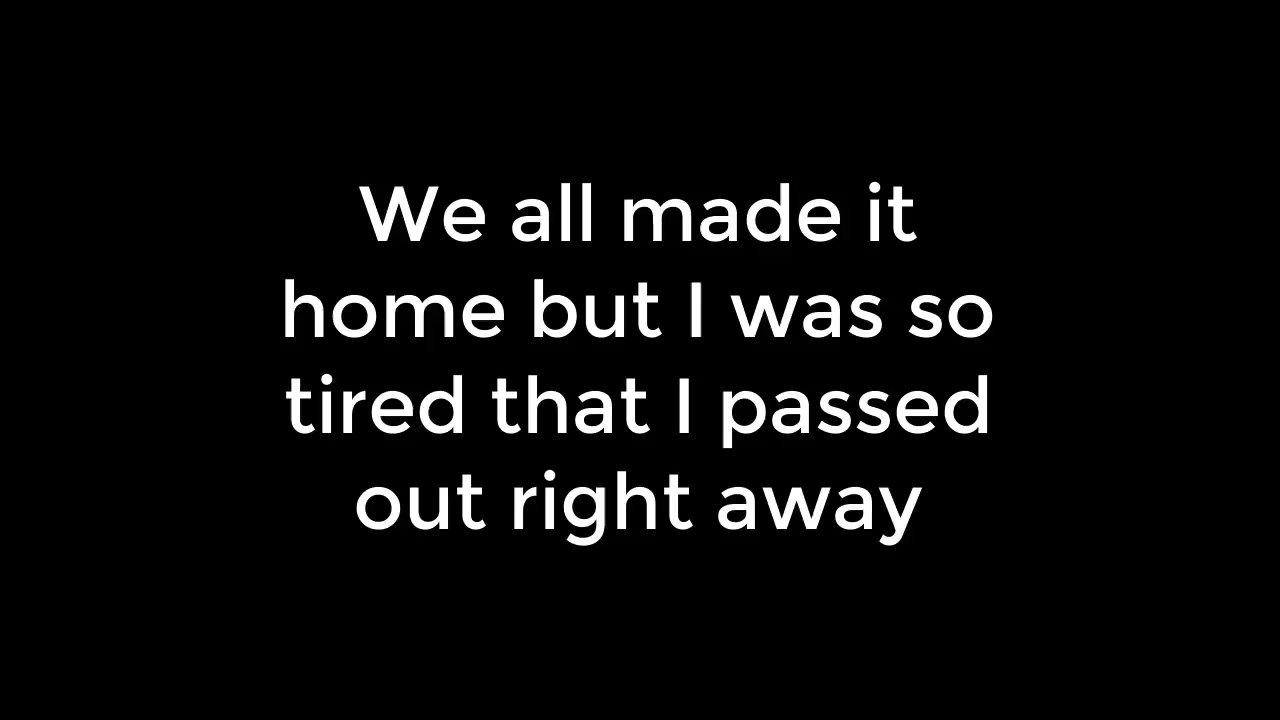 We all made it
home but I was so
tired that I passed
out right away